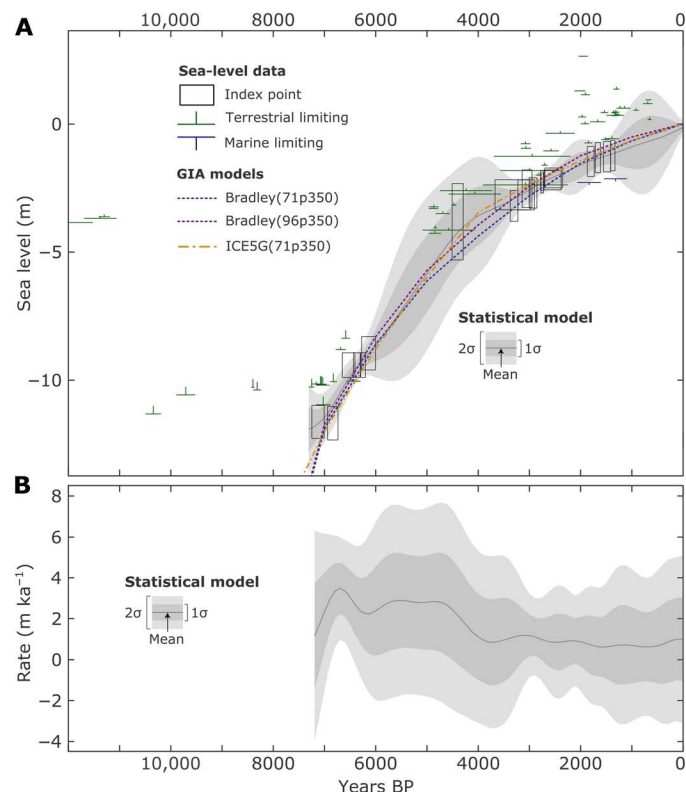 A
10,000 8000 6000 4000 2000 0
Sea-level data
Index point
Terrestrial limiting
Marine limiting
GIA models
Bradley(71p350)
Bradley(96p350)
ICE5G(71p350)
Sea level (m)
0
−5
−10
Statistical model
2σ 1σ
Mean
B
8
6
4
2
0
−2
−4
Rate (m ka⁻¹)
Statistical model
2σ 1σ
Mean
10,000 8000 6000 4000 2000 0
Years BP